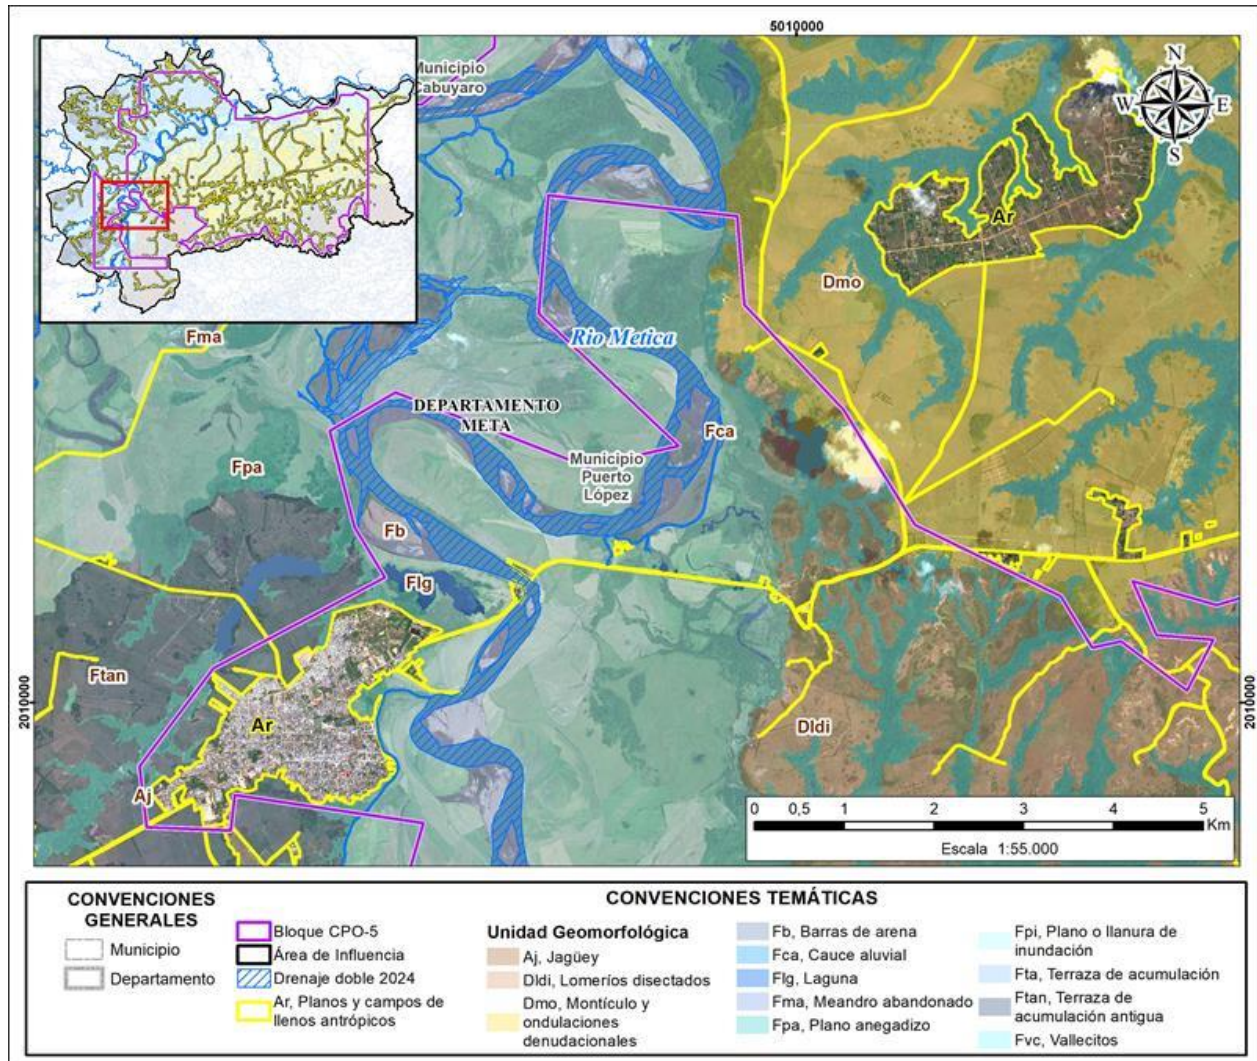 5010000
Municipio
Cabuyaro
N
W
E
S
Ar
Dmo
Fma
Rio Metica
DEPARTAMENTO
META
Fca
Municipio
Puerto
López
Fpa
Fb
Flg
Ftan
2010000
2010000
Ar
Dldi
Aj
0 0,5 1 2 3 4 5
Km
Escala 1:55.000
CONVENCIONES
GENERALES
Municipio
Departamento
CONVENCIONES TEMÁTICAS
Bloque CPO-5
Área de Influencia
Drenaje doble 2024
Ar, Planos y campos de
llenos antrópicos
Unidad Geomorfológica
Aj, Jagüey
Dldi, Lomeríos disectados
Dmo, Montículo y
ondulaciones
denudacionales
Fb, Barras de arena
Fca, Cauce aluvial
Flg, Laguna
Fma, Meandro abandonado
Fpa, Plano anegadizo
Fpi, Plano o llanura de
inundación
Fta, Terraza de acumulación
Ftan, Terraza de
acumulación antigua
Fvc, Vallecitos